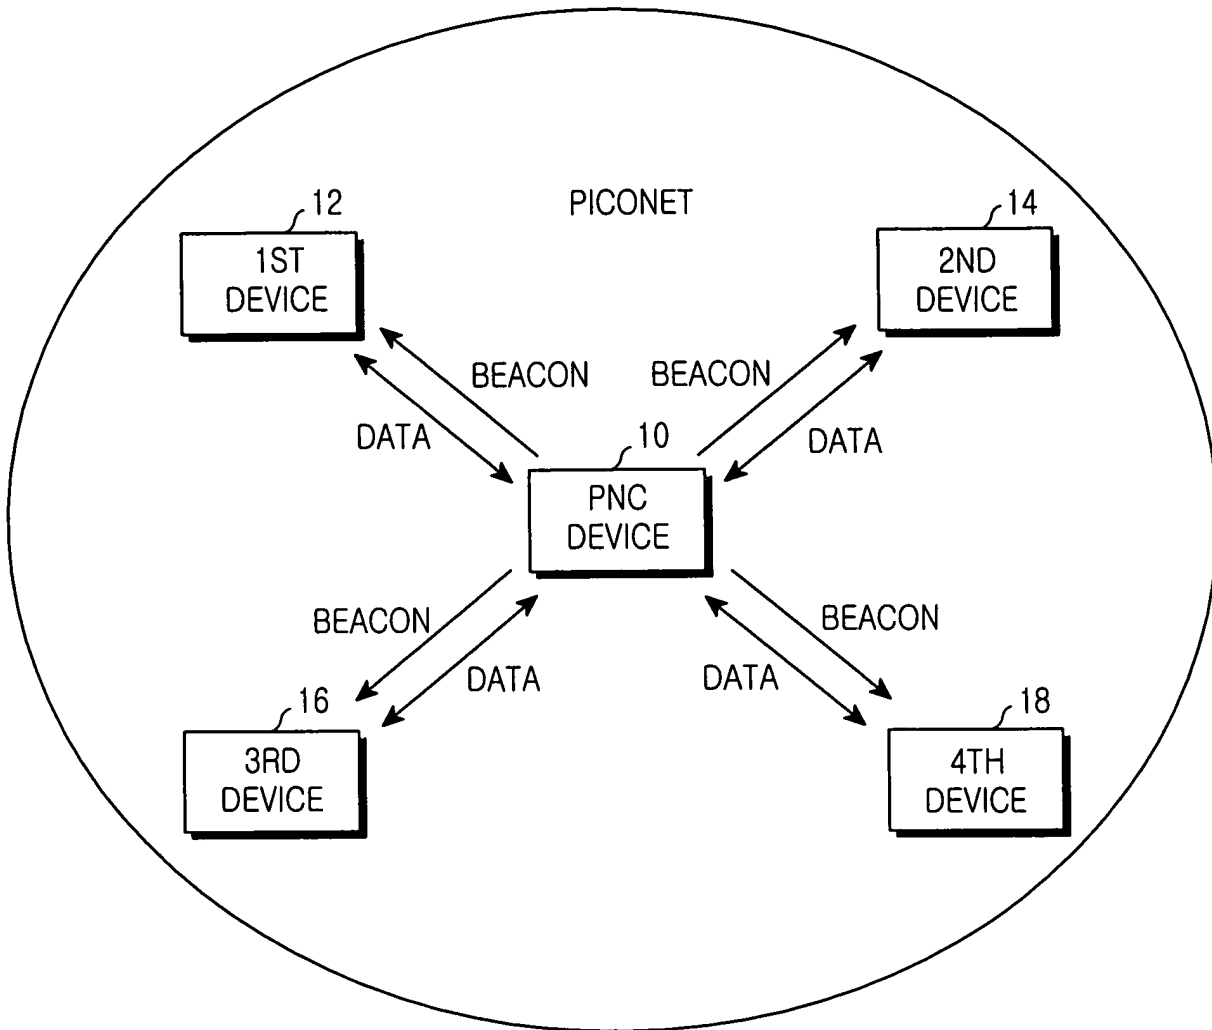 PICONET
12
1ST
DEVICE
14
2ND
DEVICE
BEACON
BEACON
DATA
DATA
10
PNC
DEVICE
BEACON
BEACON
DATA
DATA
16
3RD
DEVICE
18
4TH
DEVICE